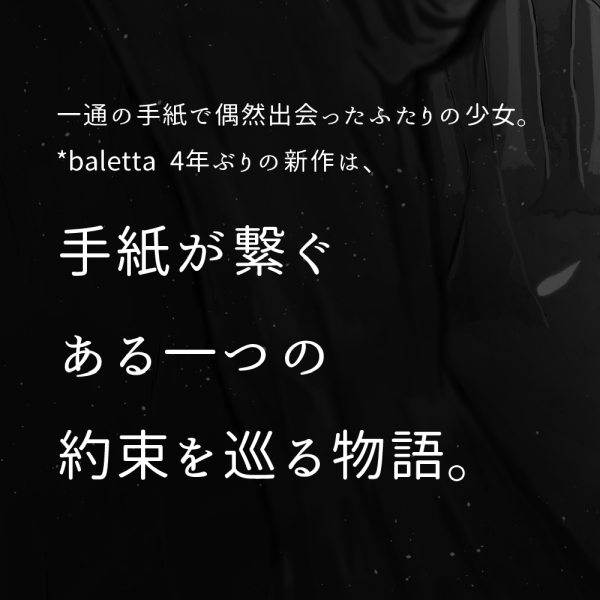 一通の手紙で偶然出会ったふたりの少女。
*baletta 4年ぶりの新作は、
手紙が繋ぐ
ある一つの
約束を巡る物語。